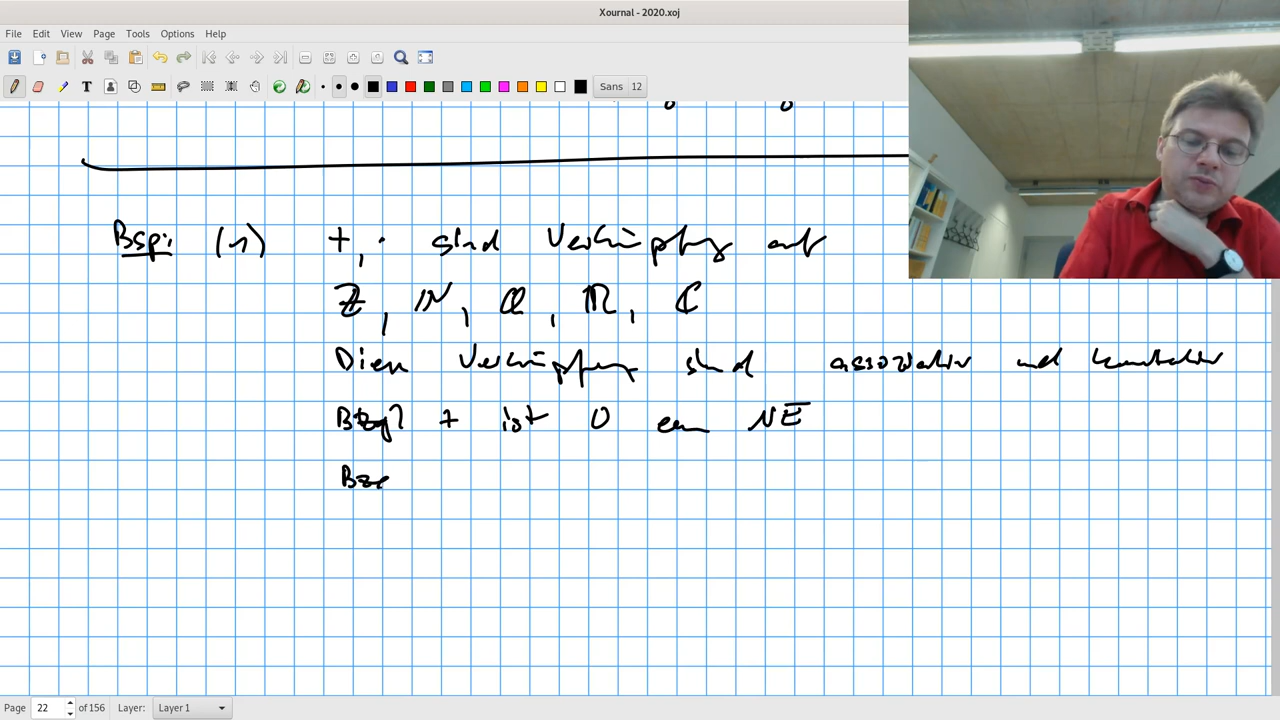 Xournal - 2020.xoj
File Edit View Page Tools Options Help
Sans 12
Bsp: (1) +, · sind Verknüpfung auf
ℤ, ℕ, ℚ, ℝ, ℂ
Diese Verknüpfung sind assoziativ und kommutativ
Bzgl + ist 0 ein NE
Bzg
Page 22 of 156 Layer: Layer 1